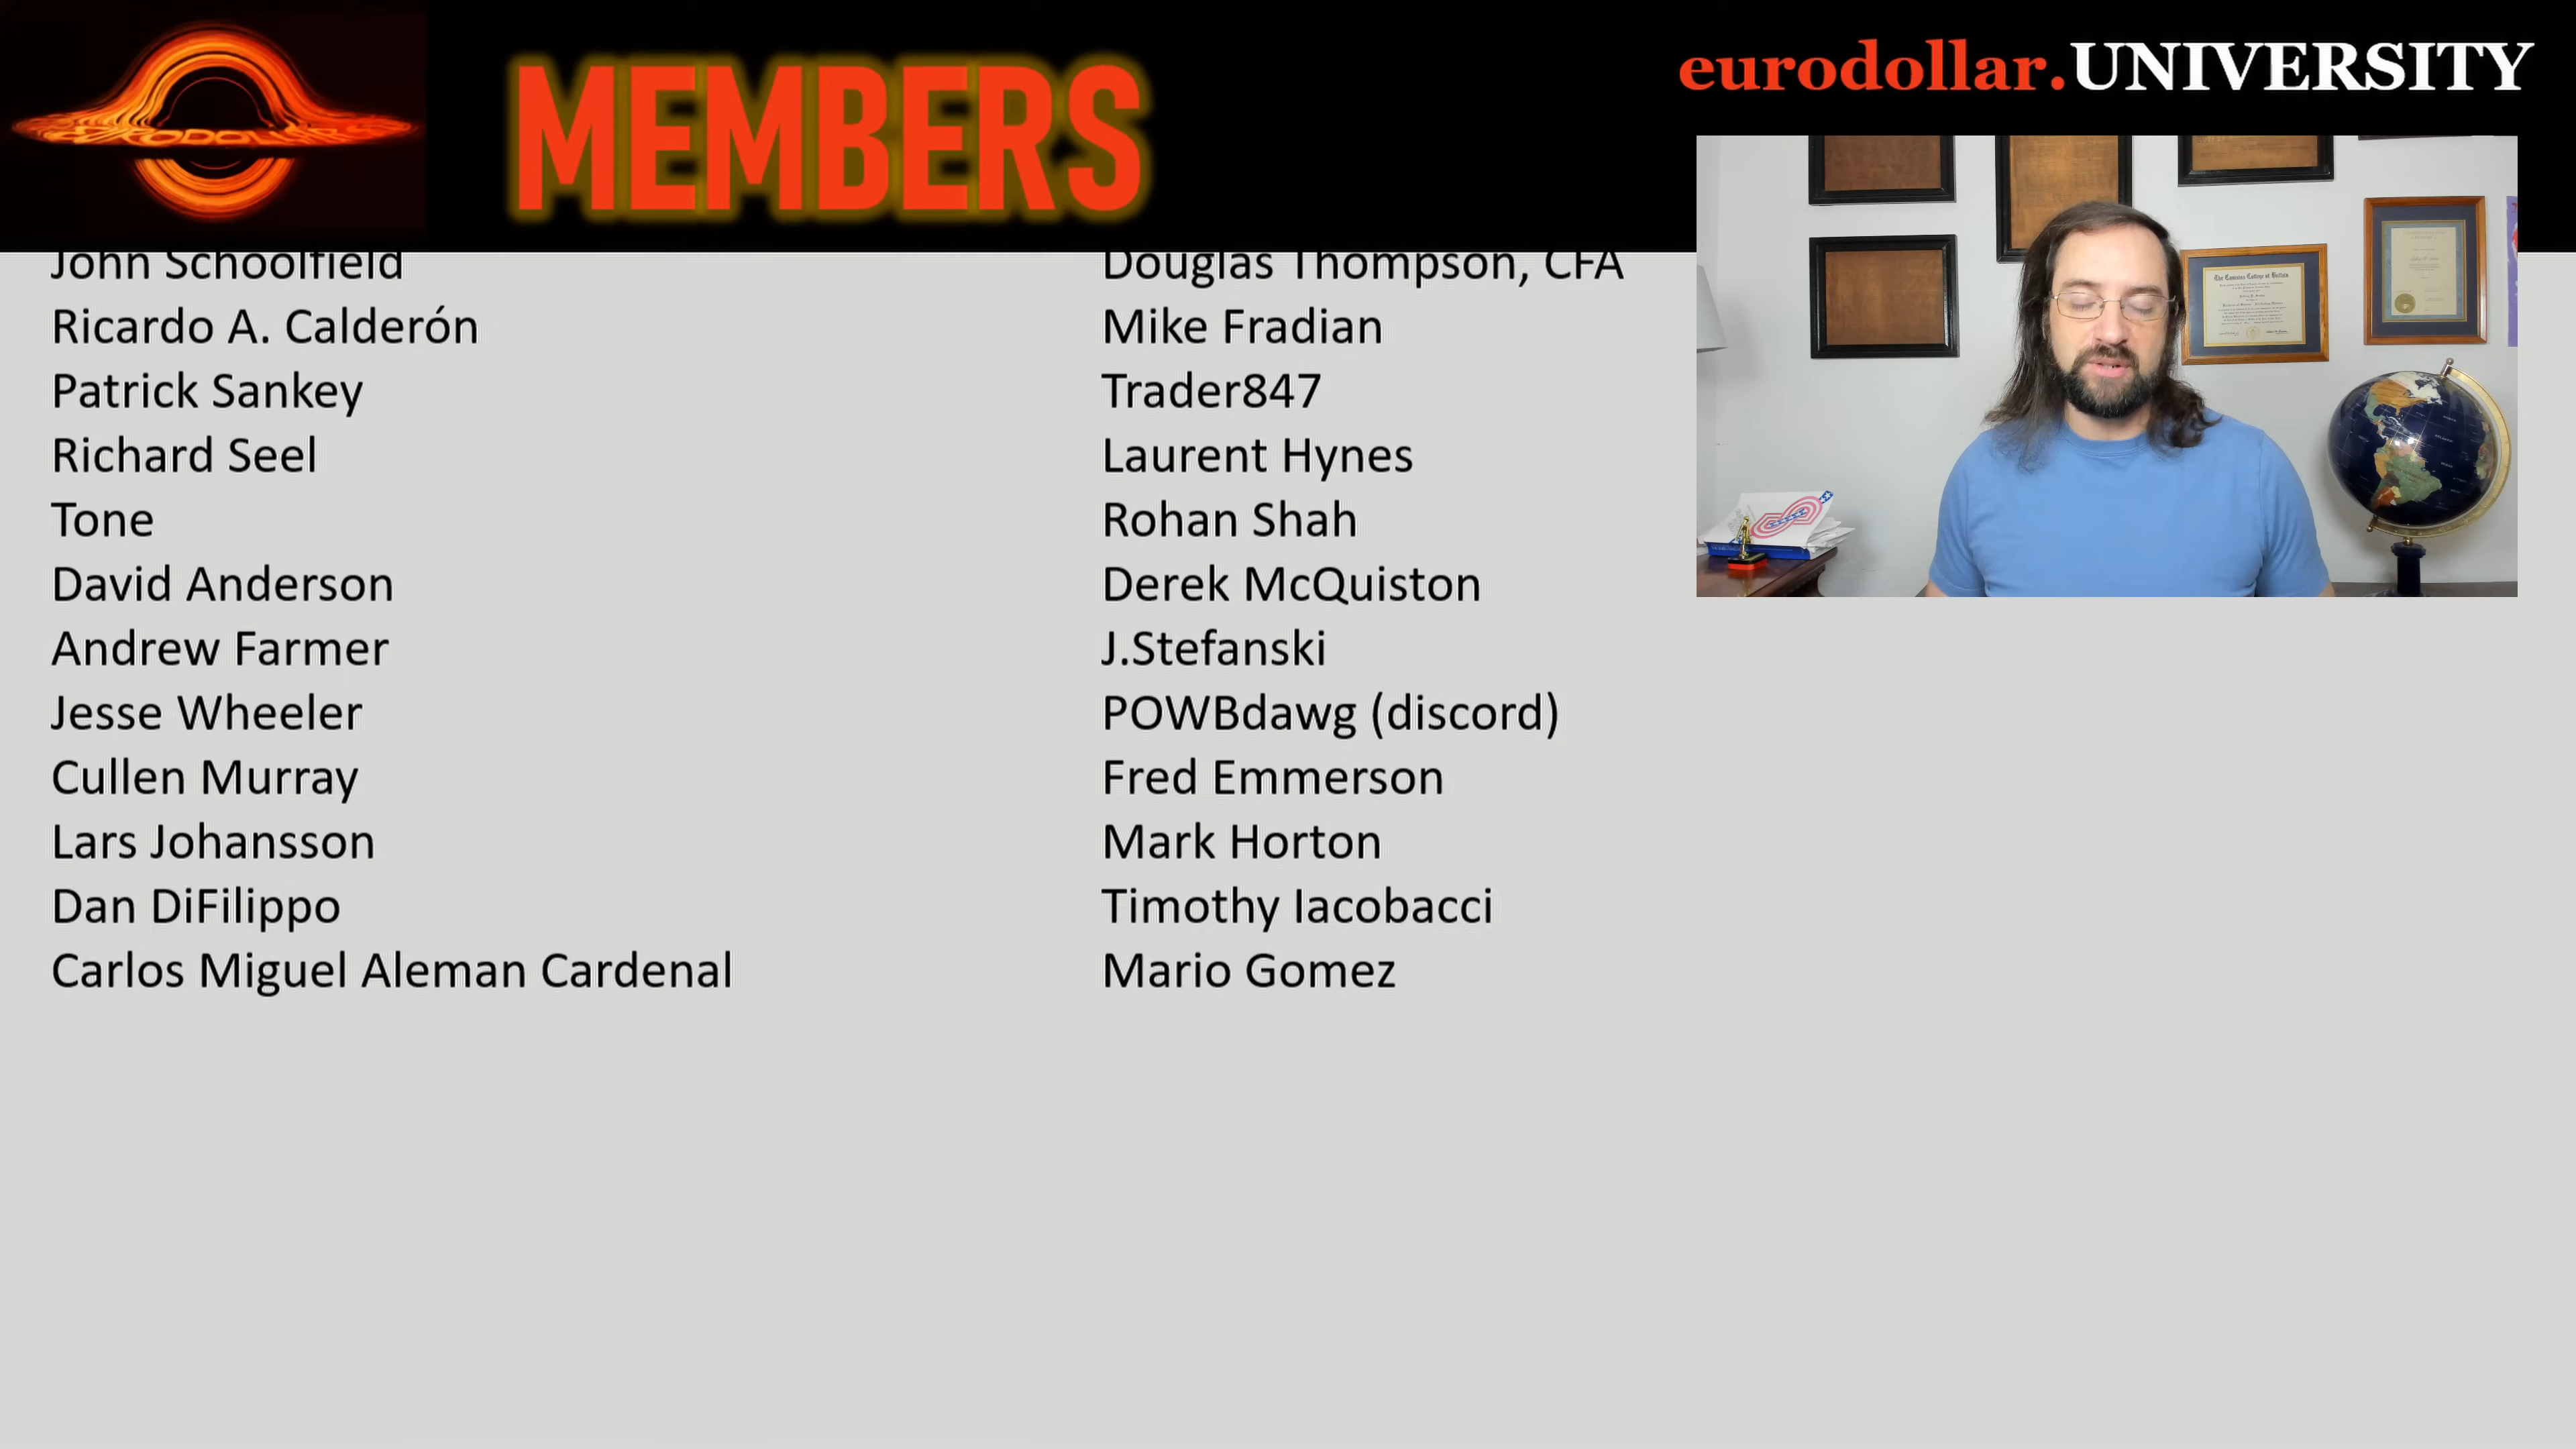 EURODOLLAR
MEMBERS
eurodollar.UNIVERSITY
John Schoolfield
Ricardo A. Calderón
Patrick Sankey
Richard Seel
Tone
David Anderson
Andrew Farmer
Jesse Wheeler
Cullen Murray
Lars Johansson
Dan DiFilippo
Carlos Miguel Aleman Cardenal
Douglas Thompson, CFA
Mike Fradian
Trader847
Laurent Hynes
Rohan Shah
Derek McQuiston
J.Stefanski
POWBdawg (discord)
Fred Emmerson
Mark Horton
Timothy Iacobacci
Mario Gomez